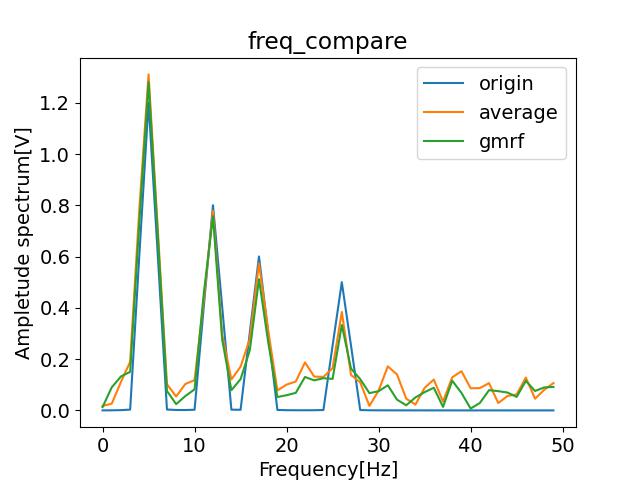 freq_compare
origin
average
gmrf
Ampletude spectrum[V]
1.2
1.0
0.8
0.6
0.4
0.2
0.0
0 10 20 30 40 50
Frequency[Hz]